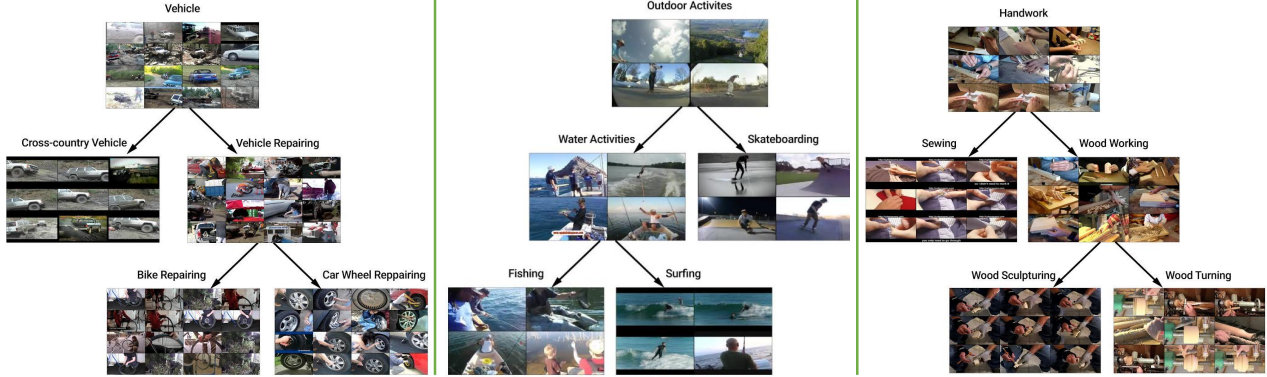 Vehicle
Cross-country Vehicle
Vehicle Repairing
Bike Repairing
Car Wheel Reppairing
Outdoor Activites
Water Activities
Skateboarding
Fishing
Surfing
Handwork
Sewing
Wood Working
Wood Sculpturing
Wood Turning